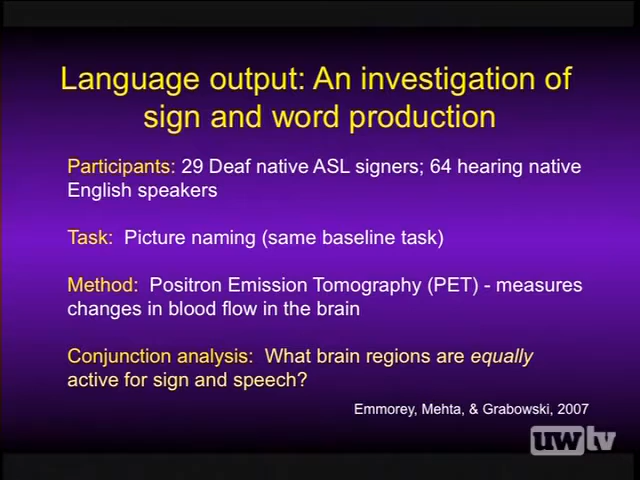 Language output: An investigation of
sign and word production
Participants: 29 Deaf native ASL signers; 64 hearing native
English speakers
Task:  Picture naming (same baseline task)
Method:  Positron Emission Tomography (PET) - measures
changes in blood flow in the brain
Conjunction analysis:  What brain regions are equally
active for sign and speech?
Emmorey, Mehta, & Grabowski, 2007
uwtv